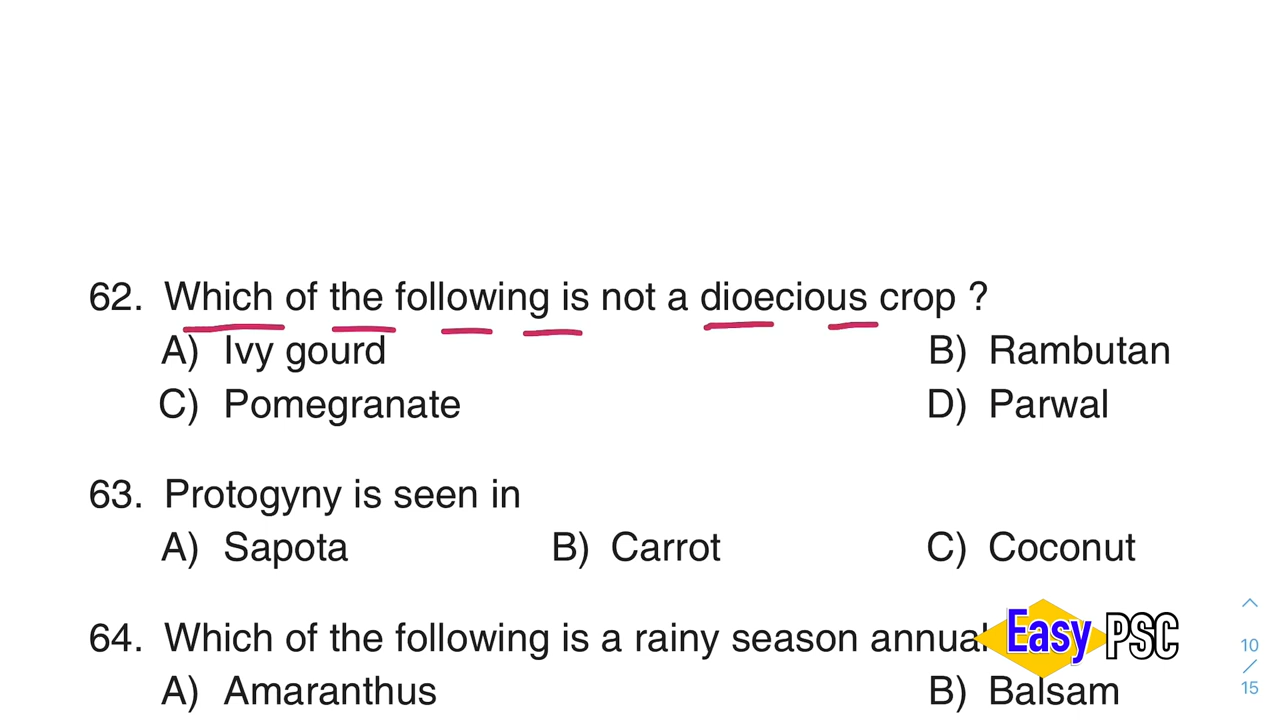 62. Which of the following is not a dioecious crop ?
A) Ivy gourd B) Rambutan
C) Pomegranate D) Parwal
63. Protogyny is seen in
A) Sapota B) Carrot C) Coconut
64. Which of the following is a rainy season annual
A) Amaranthus B) Balsam
Easy PSC
10
/
15